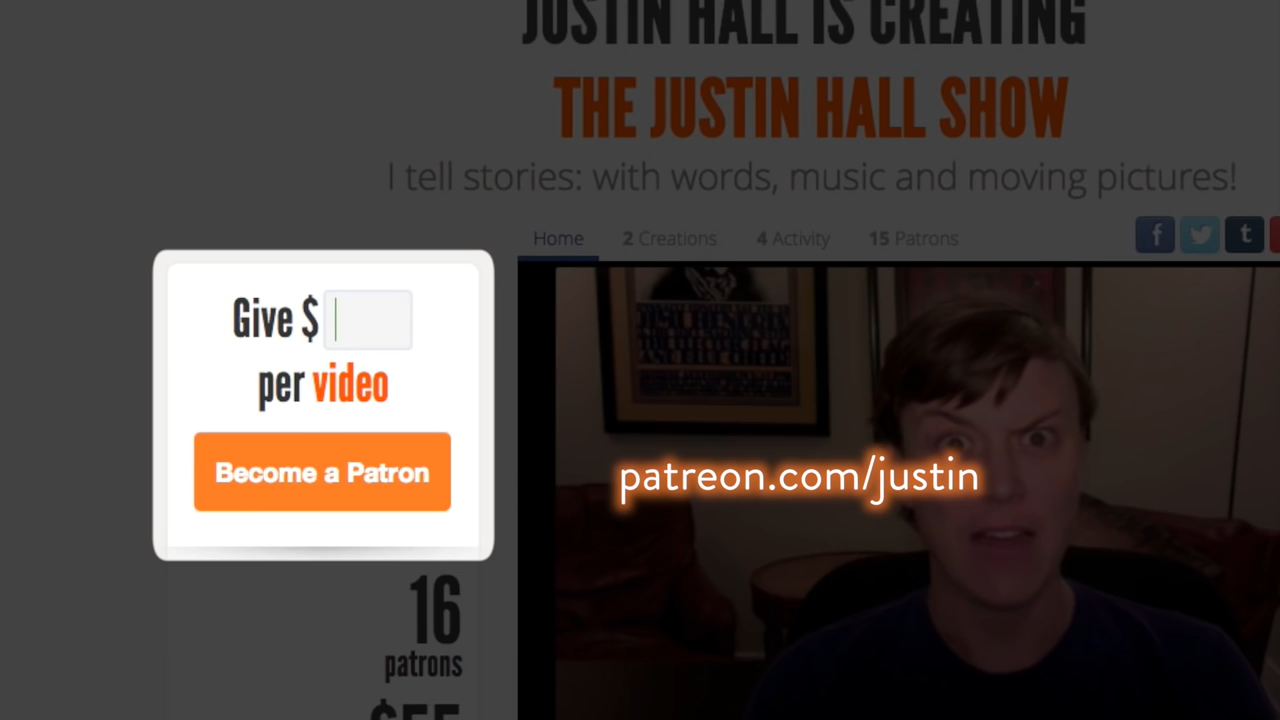 JUSTIN HALL IS CREATING
THE JUSTIN HALL SHOW
I tell stories: with words, music and moving pictures!
Home 2 Creations 4 Activity 15 Patrons
f t
Give $
per video
Become a Patron
patreon.com/justin
16
patrons
$55